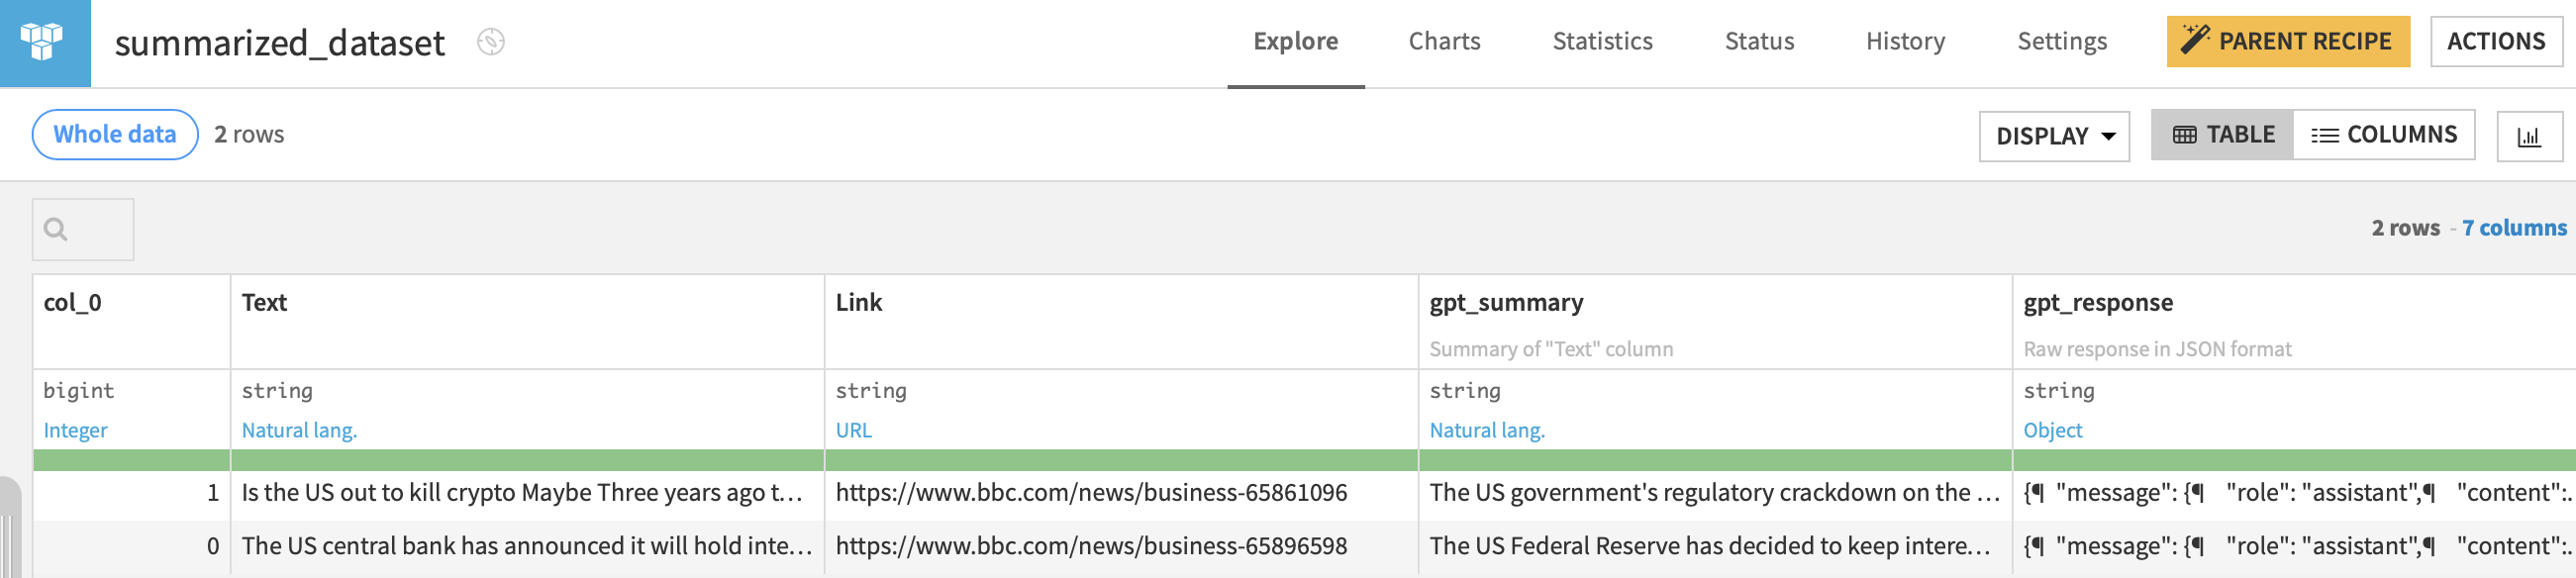 summarized_dataset Explore Charts Statistics Status History Settings PARENT RECIPE ACTIONS
Whole data 2 rows DISPLAY TABLE COLUMNS
2 rows - 7 columns
col_0 Text Link gpt_summary gpt_response
Summary of "Text" column Raw response in JSON format
bigint string string string string
Integer Natural lang. URL Natural lang. Object
1 Is the US out to kill crypto Maybe Three years ago t... https://www.bbc.com/news/business-65861096 The US government's regulatory crackdown on the ... {¶ "message": {¶ "role": "assistant",¶ "content":.
0 The US central bank has announced it will hold inte... https://www.bbc.com/news/business-65896598 The US Federal Reserve has decided to keep intere... {¶ "message": {¶ "role": "assistant",¶ "content":.